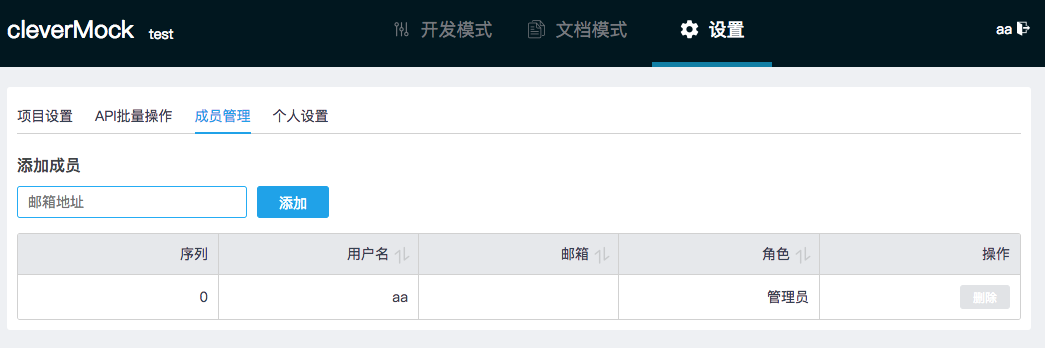 cleverMock test 开发模式 文档模式 设置 aa
项目设置 API批量操作 成员管理 个人设置
添加成员
邮箱地址 添加
序列 用户名 邮箱 角色 操作
0 aa 管理员 删除